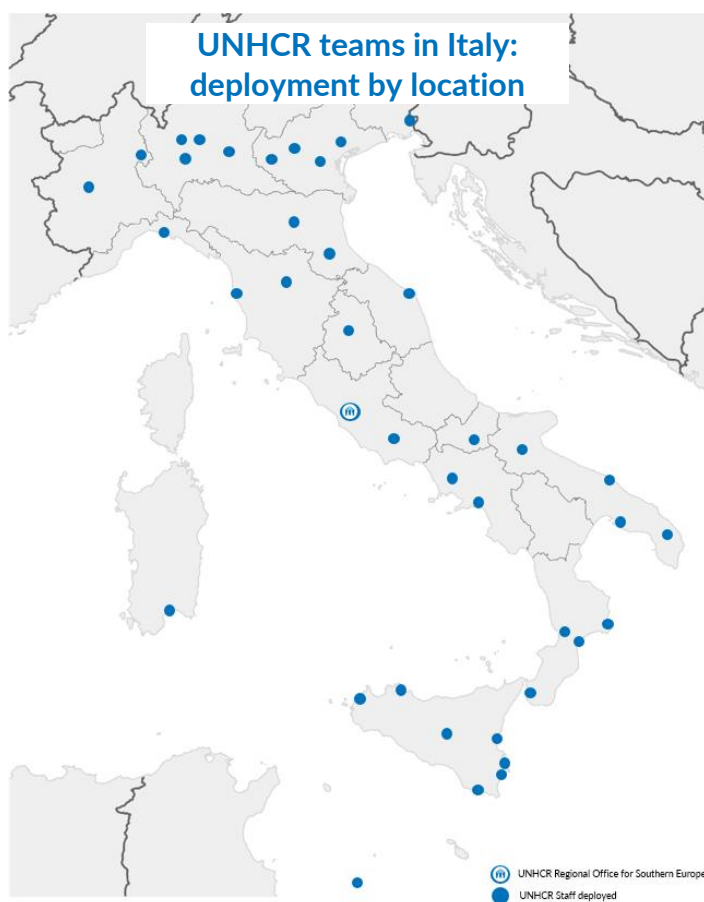 UNHCR teams in Italy:
deployment by location
UNHCR Regional Office for Southern Europe
UNHCR Staff deployed